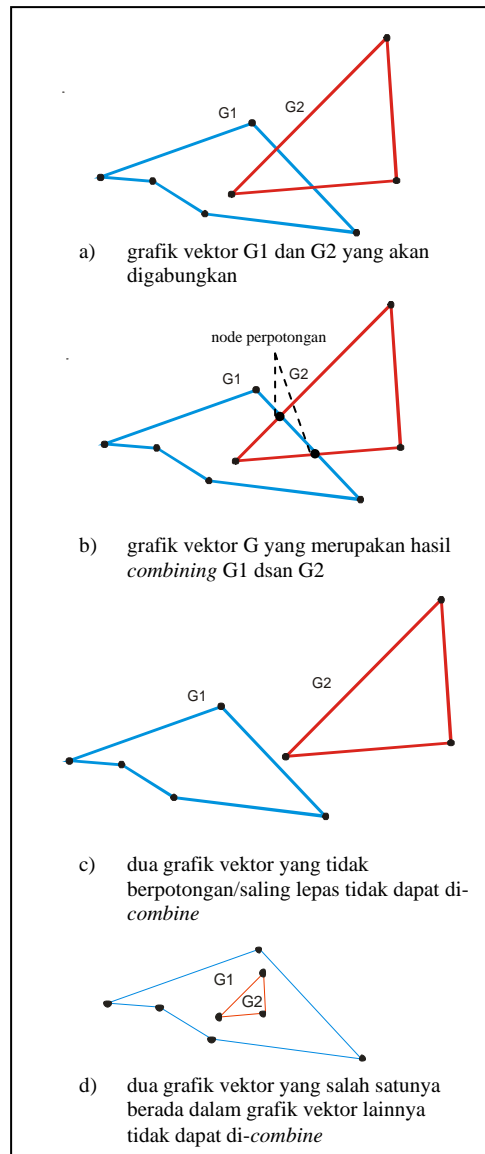 G1
G2
a) grafik vektor G1 dan G2 yang akan
digabungkan
node perpotongan
G1
G2
b) grafik vektor G yang merupakan hasil
combining G1 dsan G2
G1
G2
c) dua grafik vektor yang tidak
berpotongan/saling lepas tidak dapat di-
combine
G1
G2
d) dua grafik vektor yang salah satunya
berada dalam grafik vektor lainnya
tidak dapat di-combine